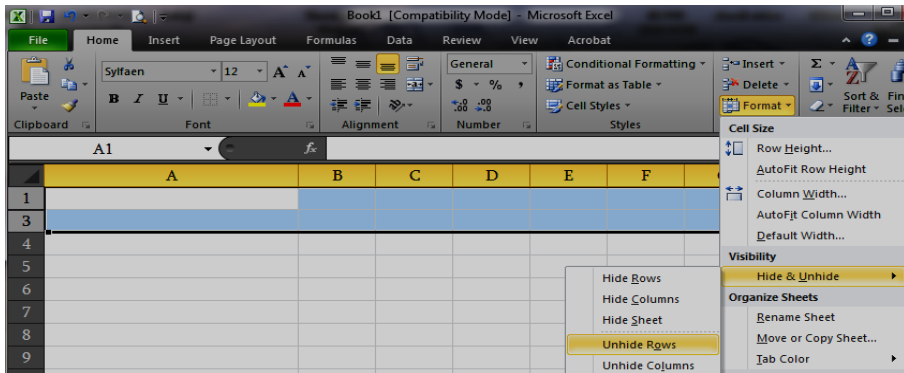 Book1 [Compatibility Mode] - Microsoft Excel
File Home Insert Page Layout Formulas Data Review View Acrobat
Paste
Clipboard
Sylfaen 12
B I U
Font
Alignment
General
$ % ,
Number
Conditional Formatting
Format as Table
Cell Styles
Styles
Insert
Delete
Format
Σ
Sort & Fin
Filter Sel
A1 fx
A B C D E F
1
3
4
5
6
7
8
9
Cell Size
Row Height...
AutoFit Row Height
Column Width...
AutoFit Column Width
Default Width...
Visibility
Hide & Unhide
Organize Sheets
Rename Sheet
Move or Copy Sheet...
Tab Color
Hide Rows
Hide Columns
Hide Sheet
Unhide Rows
Unhide Columns